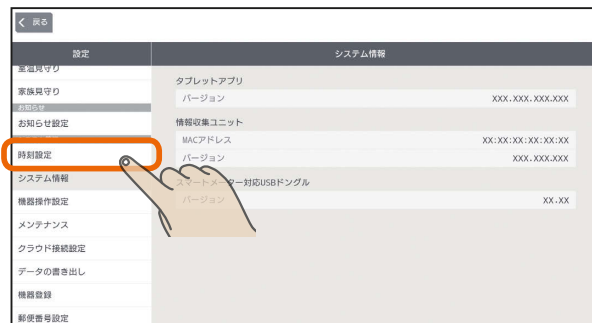 戻る
設定
システム情報
室温見守り
家族見守り
お知らせ
お知らせ設定
時刻設定
システム情報
機器操作設定
メンテナンス
クラウド接続設定
データの書き出し
機器登録
郵便番号設定
タブレットアプリ
バージョン XXX.XXX.XXX.XXX
情報収集ユニット
MACアドレス XX:XX:XX:XX:XX:XX
バージョン XXX.XXX.XXX
スマートメーター対応USBドングル
バージョン XX.XX